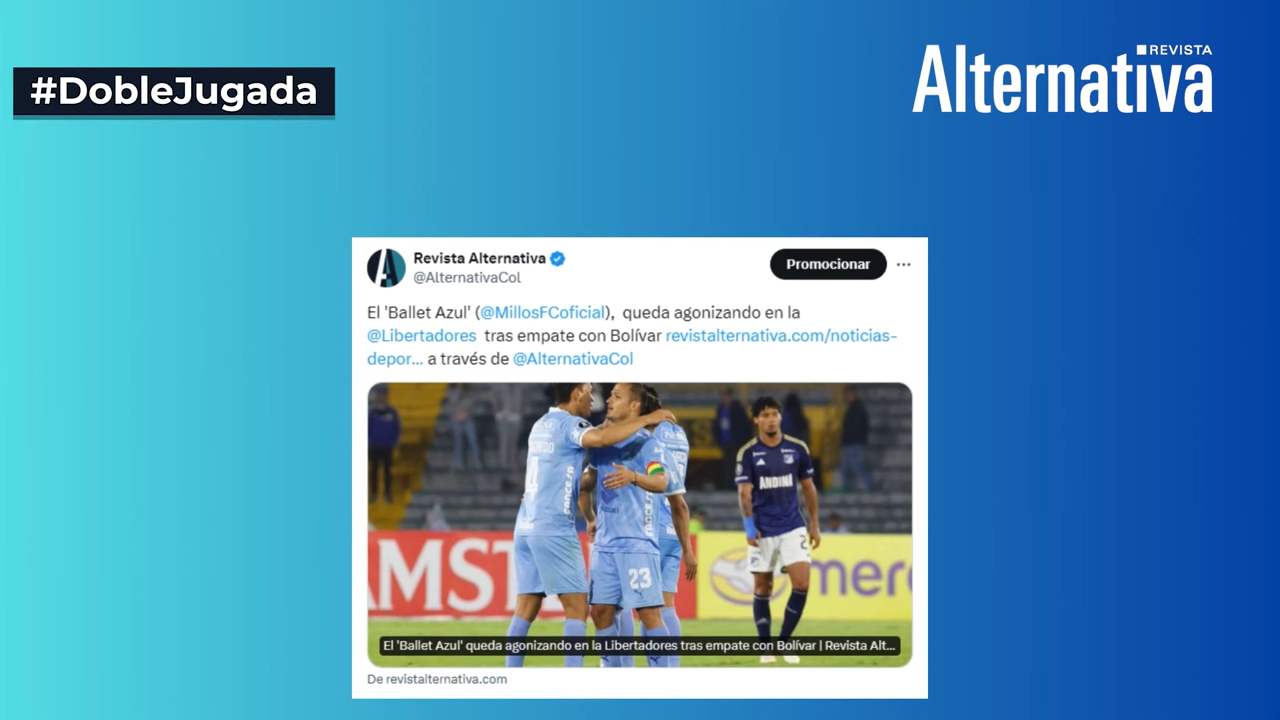 #DobleJugada
REVISTA
Alternativa
Revista Alternativa
@AlternativaCol
Promocionar
El 'Ballet Azul' (@MillosFCoficial), queda agonizando en la
@Libertadores tras empate con Bolívar revistalternativa.com/noticias-
depor... a través de @AlternativaCol
ANDINA
23
2
AMST
merc
El 'Ballet Azul' queda agonizando en la Libertadores tras empate con Bolívar | Revista Alt...
De revistalternativa.com